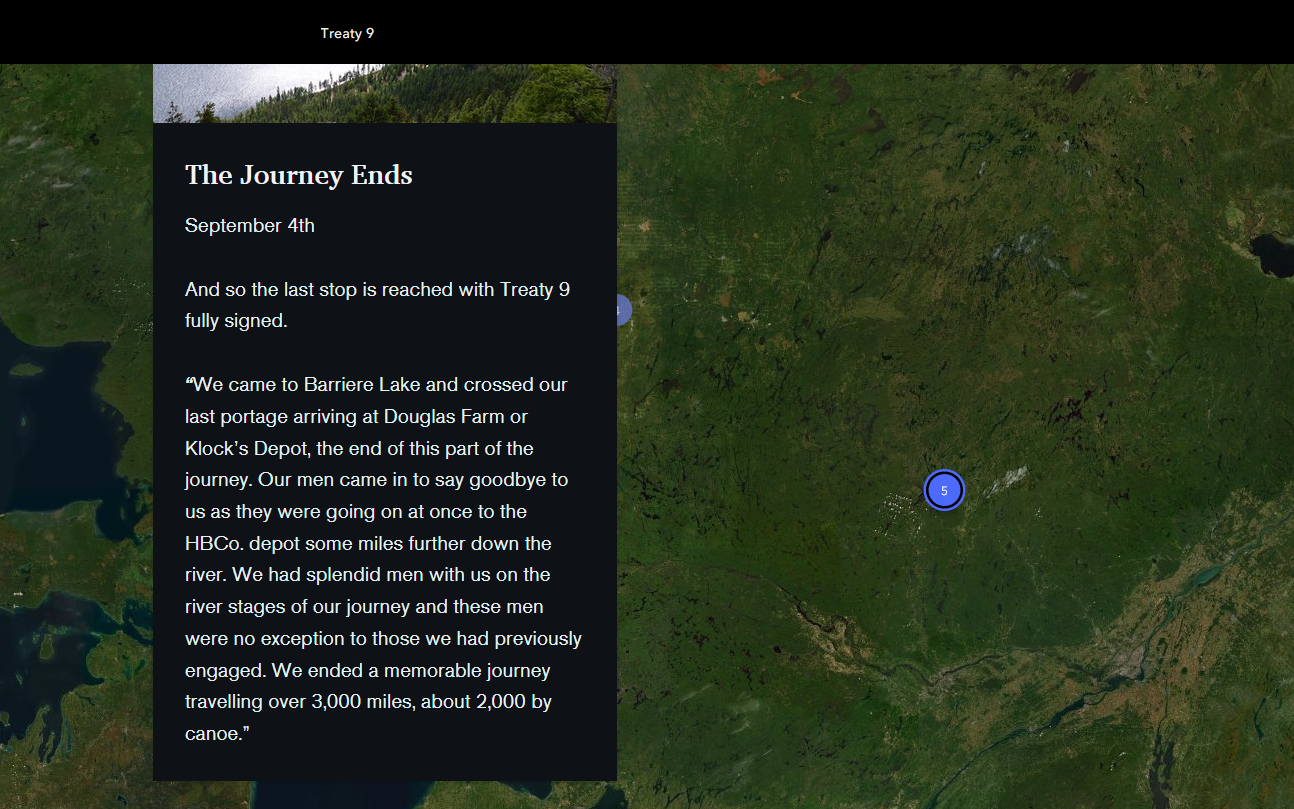 Treaty 9
The Journey Ends
September 4th
And so the last stop is reached with Treaty 9
fully signed.
“We came to Barriere Lake and crossed our
last portage arriving at Douglas Farm or
Klock’s Depot, the end of this part of the
journey. Our men came in to say goodbye to
us as they were going on at once to the
HBCo. depot some miles further down the
river. We had splendid men with us on the
river stages of our journey and these men
were no exception to those we had previously
engaged. We ended a memorable journey
travelling over 3,000 miles, about 2,000 by
canoe.”
5